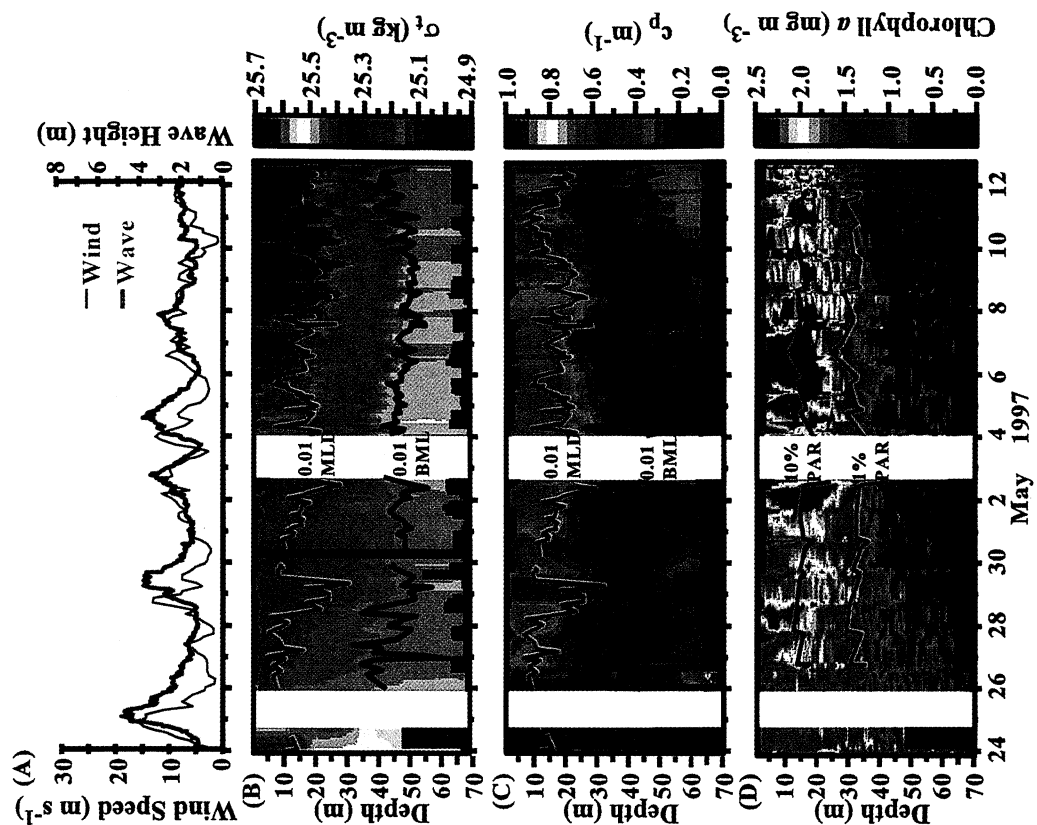 (A)
Wind Speed (m s⁻¹)
30
20
10
0
Wind
Wave
Wave Height (m)
8
6
4
2
0
(B)
Depth (m)
10
20
30
40
50
60
70
0.01
MLD
0.01
BML
σt (kg m⁻³)
25.7
25.5
25.3
25.1
24.9
(C)
Depth (m)
10
20
30
40
50
60
70
0.01
MLD
0.01
BML
cp (m⁻¹)
1.0
0.8
0.6
0.4
0.2
0.0
(D)
Depth (m)
10
20
30
40
50
60
70
10%
PAR
1%
PAR
Chlorophyll a (mg m⁻³)
2.5
2.0
1.5
1.0
0.5
0.0
24 26 28 30 2 4 6 8 10 12
May 1997